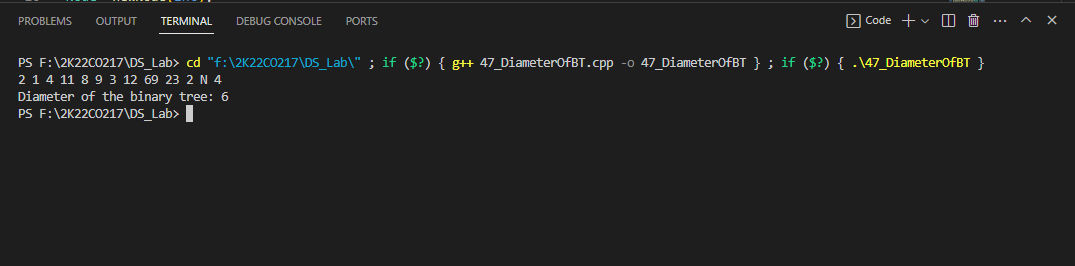 PROBLEMS OUTPUT TERMINAL DEBUG CONSOLE PORTS Code
PS F:\2K22CO217\DS_Lab> cd "f:\2K22CO217\DS_Lab\" ; if ($?) { g++ 47_DiameterOfBT.cpp -o 47_DiameterOfBT } ; if ($?) { .\47_DiameterOfBT }
2 1 4 11 8 9 3 12 69 23 2 N 4
Diameter of the binary tree: 6
PS F:\2K22CO217\DS_Lab>